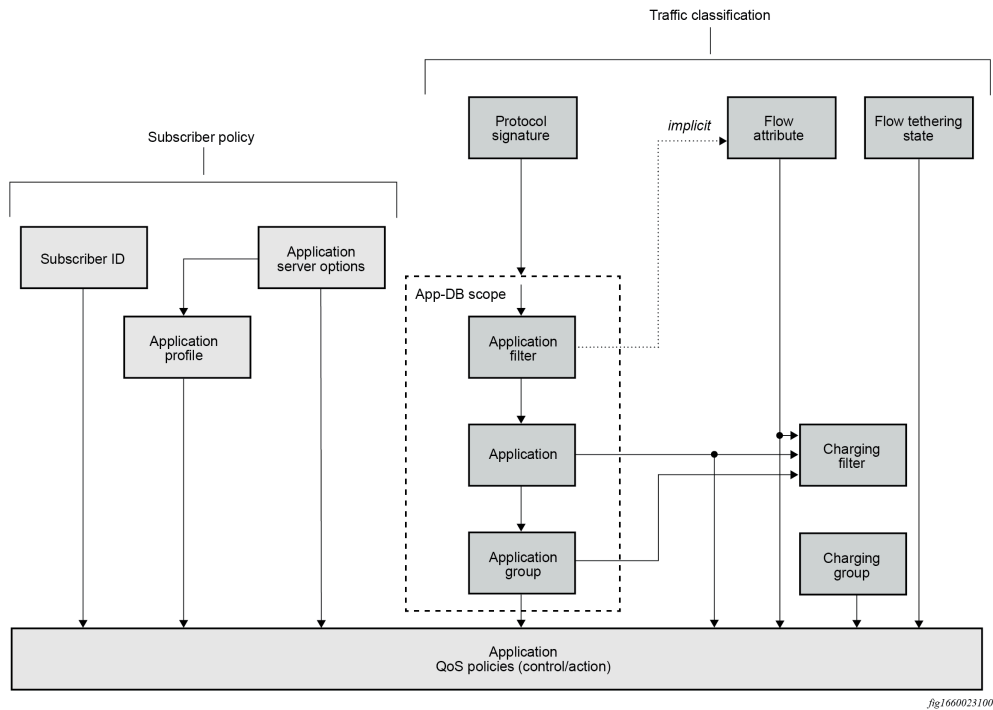 Traffic classification
Protocol
signature
implicit
Flow
attribute
Flow tethering
state
Subscriber policy
Subscriber ID
Application
server options
Application
profile
App-DB scope
Application
filter
Application
Charging
filter
Application
group
Charging
group
Application
QoS policies (control/action)
fig1660023100